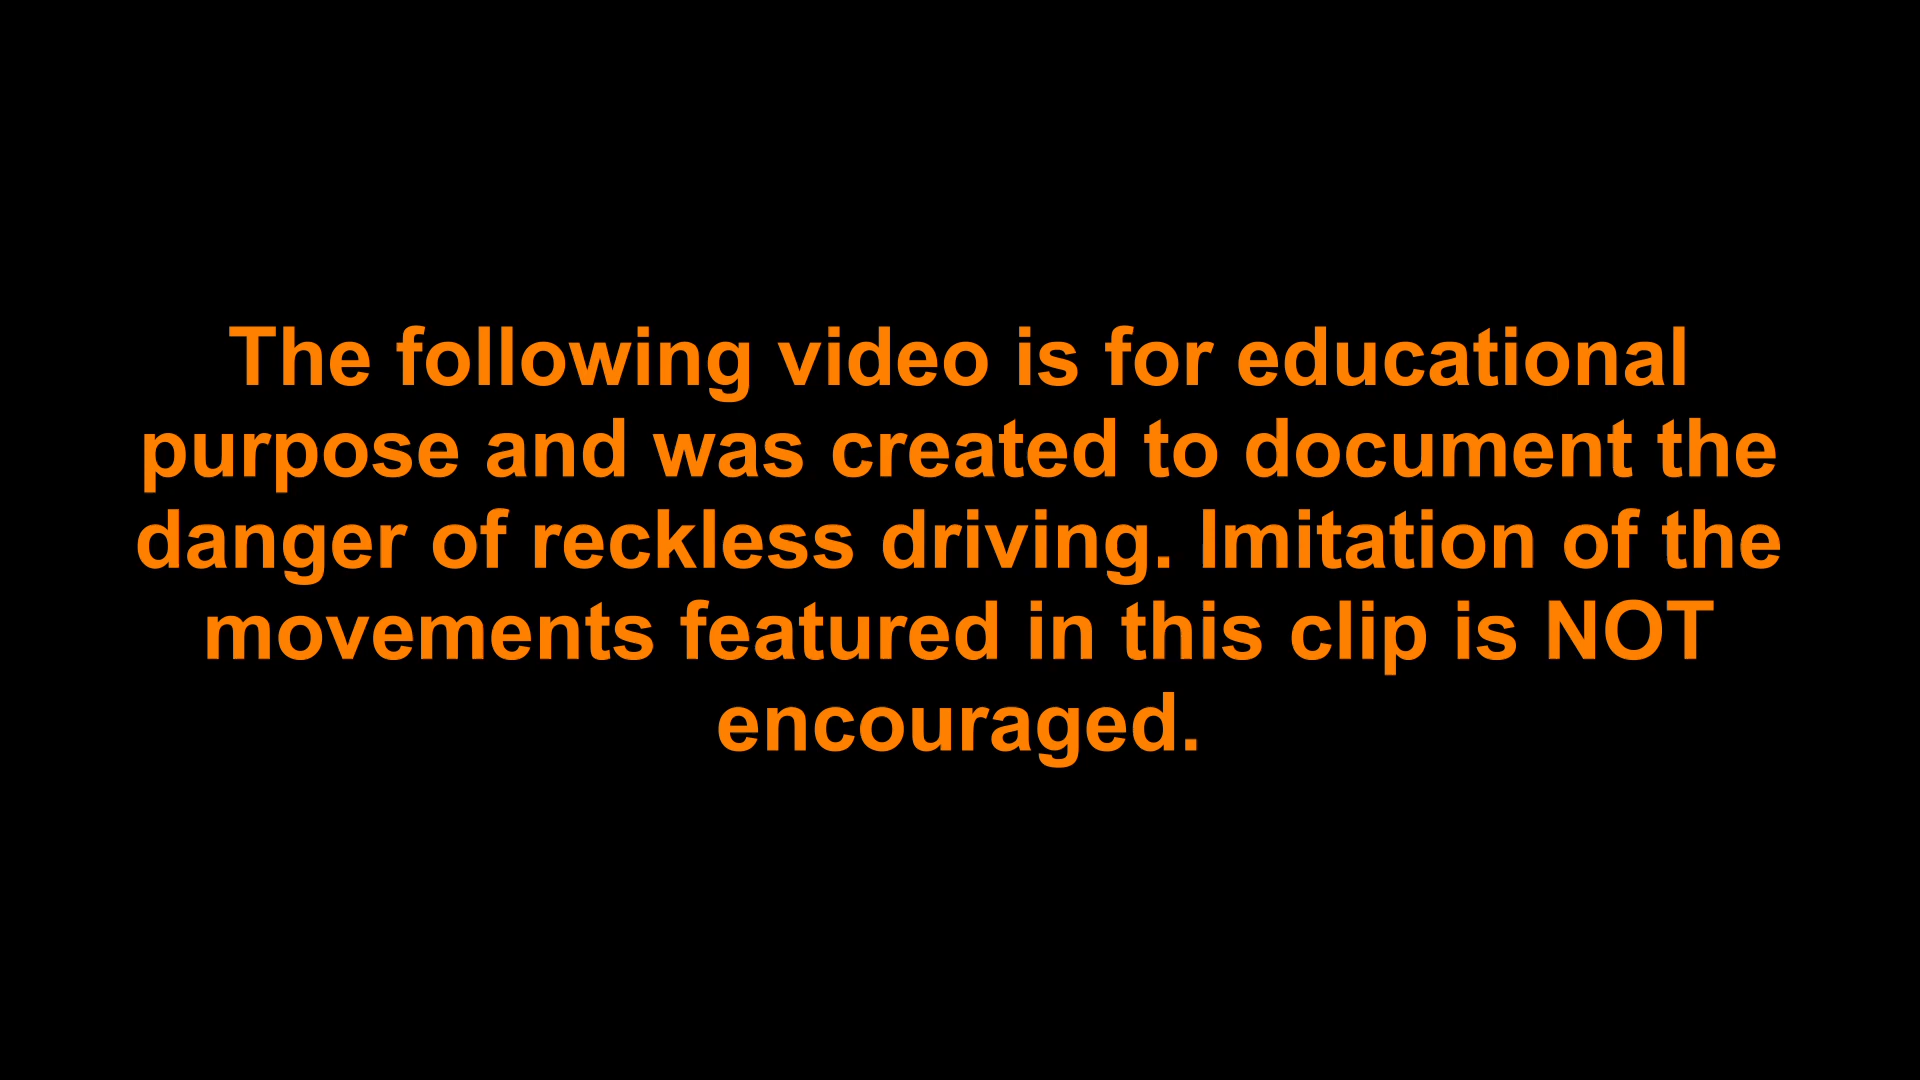 The following video is for educational
purpose and was created to document the
danger of reckless driving. Imitation of the
movements featured in this clip is NOT
encouraged.